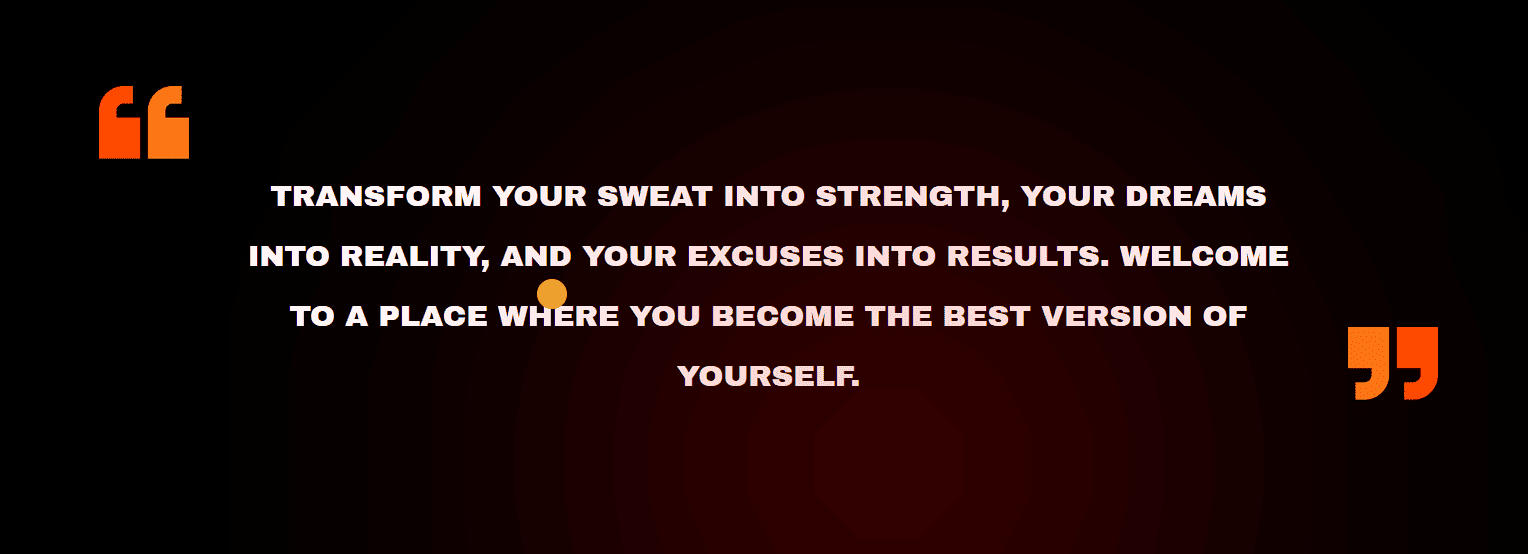 TRANSFORM YOUR SWEAT INTO STRENGTH, YOUR DREAMS
INTO REALITY, AND YOUR EXCUSES INTO RESULTS. WELCOME
TO A PLACE WHERE YOU BECOME THE BEST VERSION OF
YOURSELF.